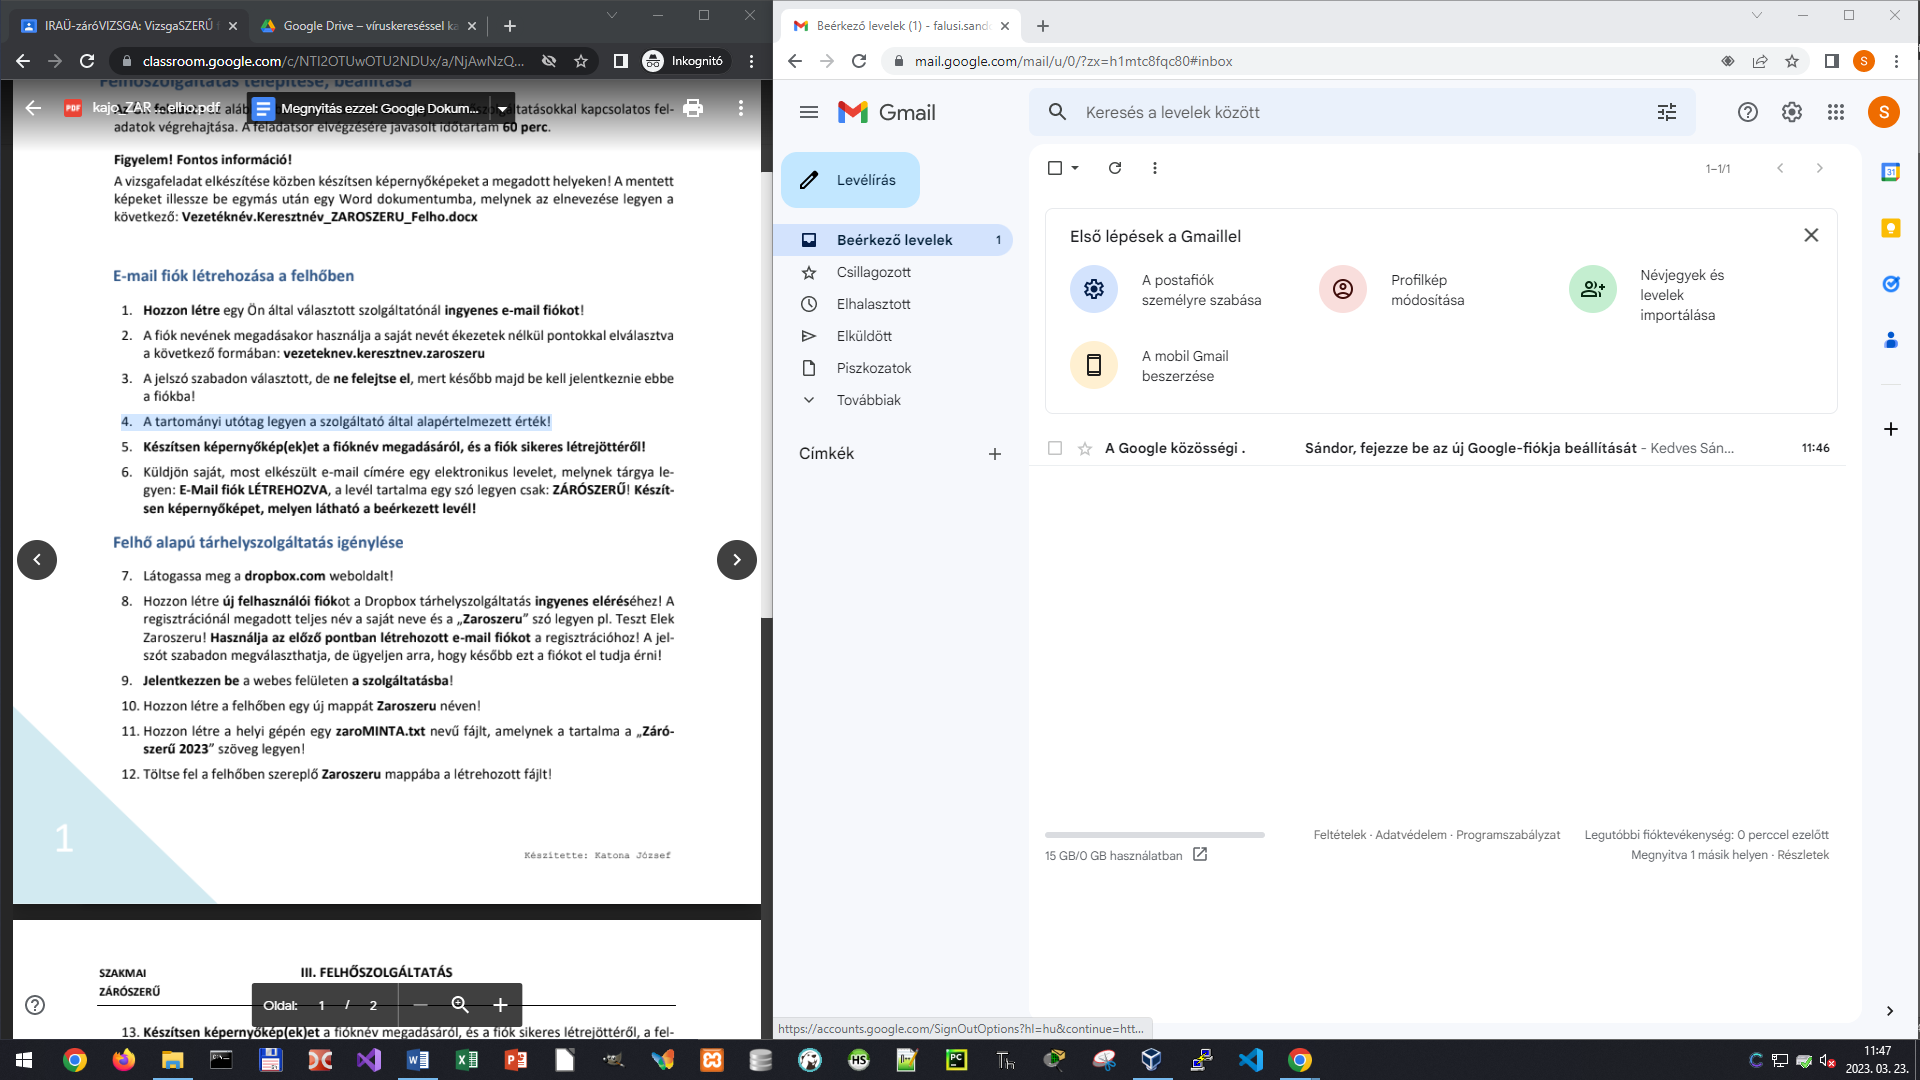 IRAÜ-záróVIZSGA: VizsgaSZERŰ
Google Drive – víruskereséssel ka
classroom.google.com/c/NTI2OTUwOTU2NDUx/a/NjAwNzQ...
Inkognitó
Felhőszolgáltatás telepítése, beállítása
kajo_ZAR
elho.pdf
Megnyitás ezzel: Google Dokum...
szolgáltatásokkal kapcsolatos fel-
adatok végrehajtása. A feladatsor elvégzésére javasolt időtartam 60 perc.
Figyelem! Fontos információ!
A vizsgafeladat elkészítése közben készítsen képernyőképeket a megadott helyeken! A mentett
képeket illessze be egymás után egy Word dokumentumba, melynek az elnevezése legyen a
következő: Vezetéknév.Keresztnév_ZAROSZERU_Felho.docx
E-mail fiók létrehozása a felhőben
1. Hozzon létre egy Ön által választott szolgáltatónál ingyenes e-mail fiókot!
2. A fiók nevének megadásakor használja a saját nevét ékezetek nélkül pontokkal elválasztva
a következő formában: vezeteknev.keresztnev.zaroszeru
3. A jelszó szabadon választott, de ne felejtse el, mert később majd be kell jelentkeznie ebbe
a fiókba!
4. A tartományi utótag legyen a szolgáltató által alapértelmezett érték!
5. Készítsen képernyőkép(ek)et a fióknév megadásáról, és a fiók sikeres létrejöttéről!
6. Küldjön saját, most elkészült e-mail címére egy elektronikus levelet, melynek tárgya le-
gyen: E-Mail fiók LÉTREHOZVA, a levél tartalma egy szó legyen csak: ZÁRÓSZERŰ! Készít-
sen képernyőképet, melyen látható a beérkezett levél!
Felhő alapú tárhelyszolgáltatás igénylése
7. Látogassa meg a dropbox.com weboldalt!
8. Hozzon létre új felhasználói fiókot a Dropbox tárhelyszolgáltatás ingyenes eléréséhez! A
regisztrációnál megadott teljes név a saját neve és a „Zaroszeru” szó legyen pl. Teszt Elek
Zaroszeru! Használja az előző pontban létrehozott e-mail fiókot a regisztrációhoz! A jel-
szót szabadon megválaszthatja, de ügyeljen arra, hogy később ezt a fiókot el tudja érni!
9. Jelentkezzen be a webes felületen a szolgáltatásba!
10. Hozzon létre a felhőben egy új mappát Zaroszeru néven!
11. Hozzon létre a helyi gépén egy zaroMINTA.txt nevű fájlt, amelynek a tartalma a „Záró-
szerű 2023” szöveg legyen!
12. Töltse fel a felhőben szereplő Zaroszeru mappába a létrehozott fájlt!
1
Készítette: Katona József
SZAKMAI
ZÁRÓSZERŰ
III. FELHŐSZOLGÁLTATÁS
Oldal: 1 / 2
13. Készítsen képernyőkép(ek)et a fióknév megadásáról, és a fiók sikeres létrejöttéről, a fel-
Beérkező levelek (1) - falusi.sand
mail.google.com/mail/u/0/?zx=h1mtc8fqc80#inbox
S
Gmail
Keresés a levelek között
S
Levélírás
Beérkező levelek 1
Csillagozott
Elhalasztott
Elküldött
Piszkozatok
Továbbiak
Címkék
1–1/1
Első lépések a Gmaillel
A postafiók
személyre szabása
Profilkép
módosítása
Névjegyek és
levelek
importálása
A mobil Gmail
beszerzése
A Google közösségi . Sándor, fejezze be az új Google-fiókja beállítását - Kedves Sán... 11:46
15 GB/0 GB használatban
Feltételek · Adatvédelem · Programszabályzat
Legutóbbi fióktevékenység: 0 perccel ezelőtt
Megnyitva 1 másik helyen · Részletek
31
https://accounts.google.com/SignOutOptions?hl=hu&continue=htt...
11:47
2023. 03. 23.